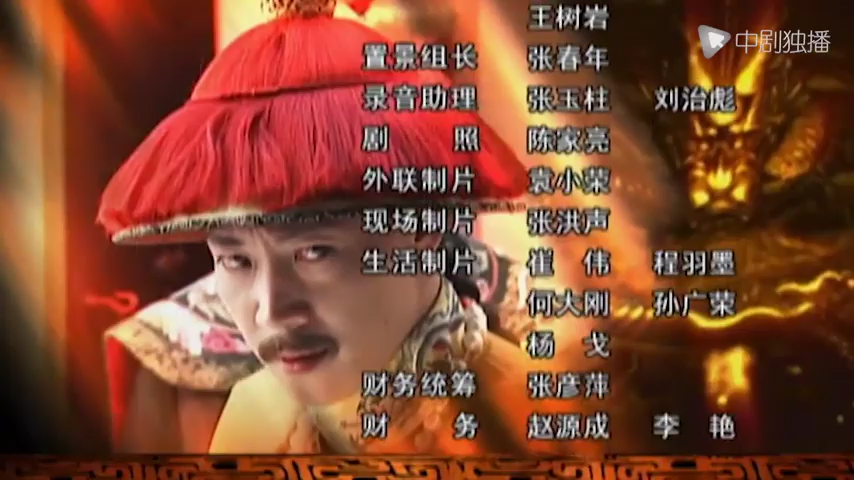 王树岩
中剧独播
置景组长 张春年
录音助理 张玉柱 刘治彪
剧照 陈家亮
外联制片 袁小荣
现场制片 张洪声
生活制片 崔伟 程羽墨
何大刚 孙广荣
杨戈
财务统筹 张彦萍
财务 赵源成 李艳